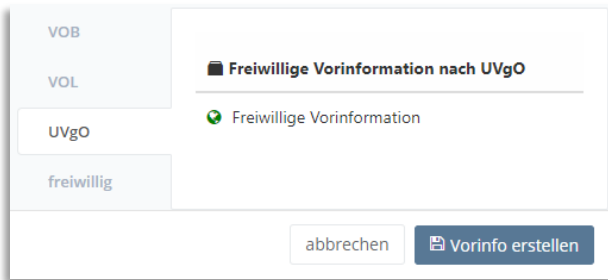 VOB
VOL
UVgO
freiwillig
Freiwillige Vorinformation nach UVgO
Freiwillige Vorinformation
abbrechen
Vorinfo erstellen